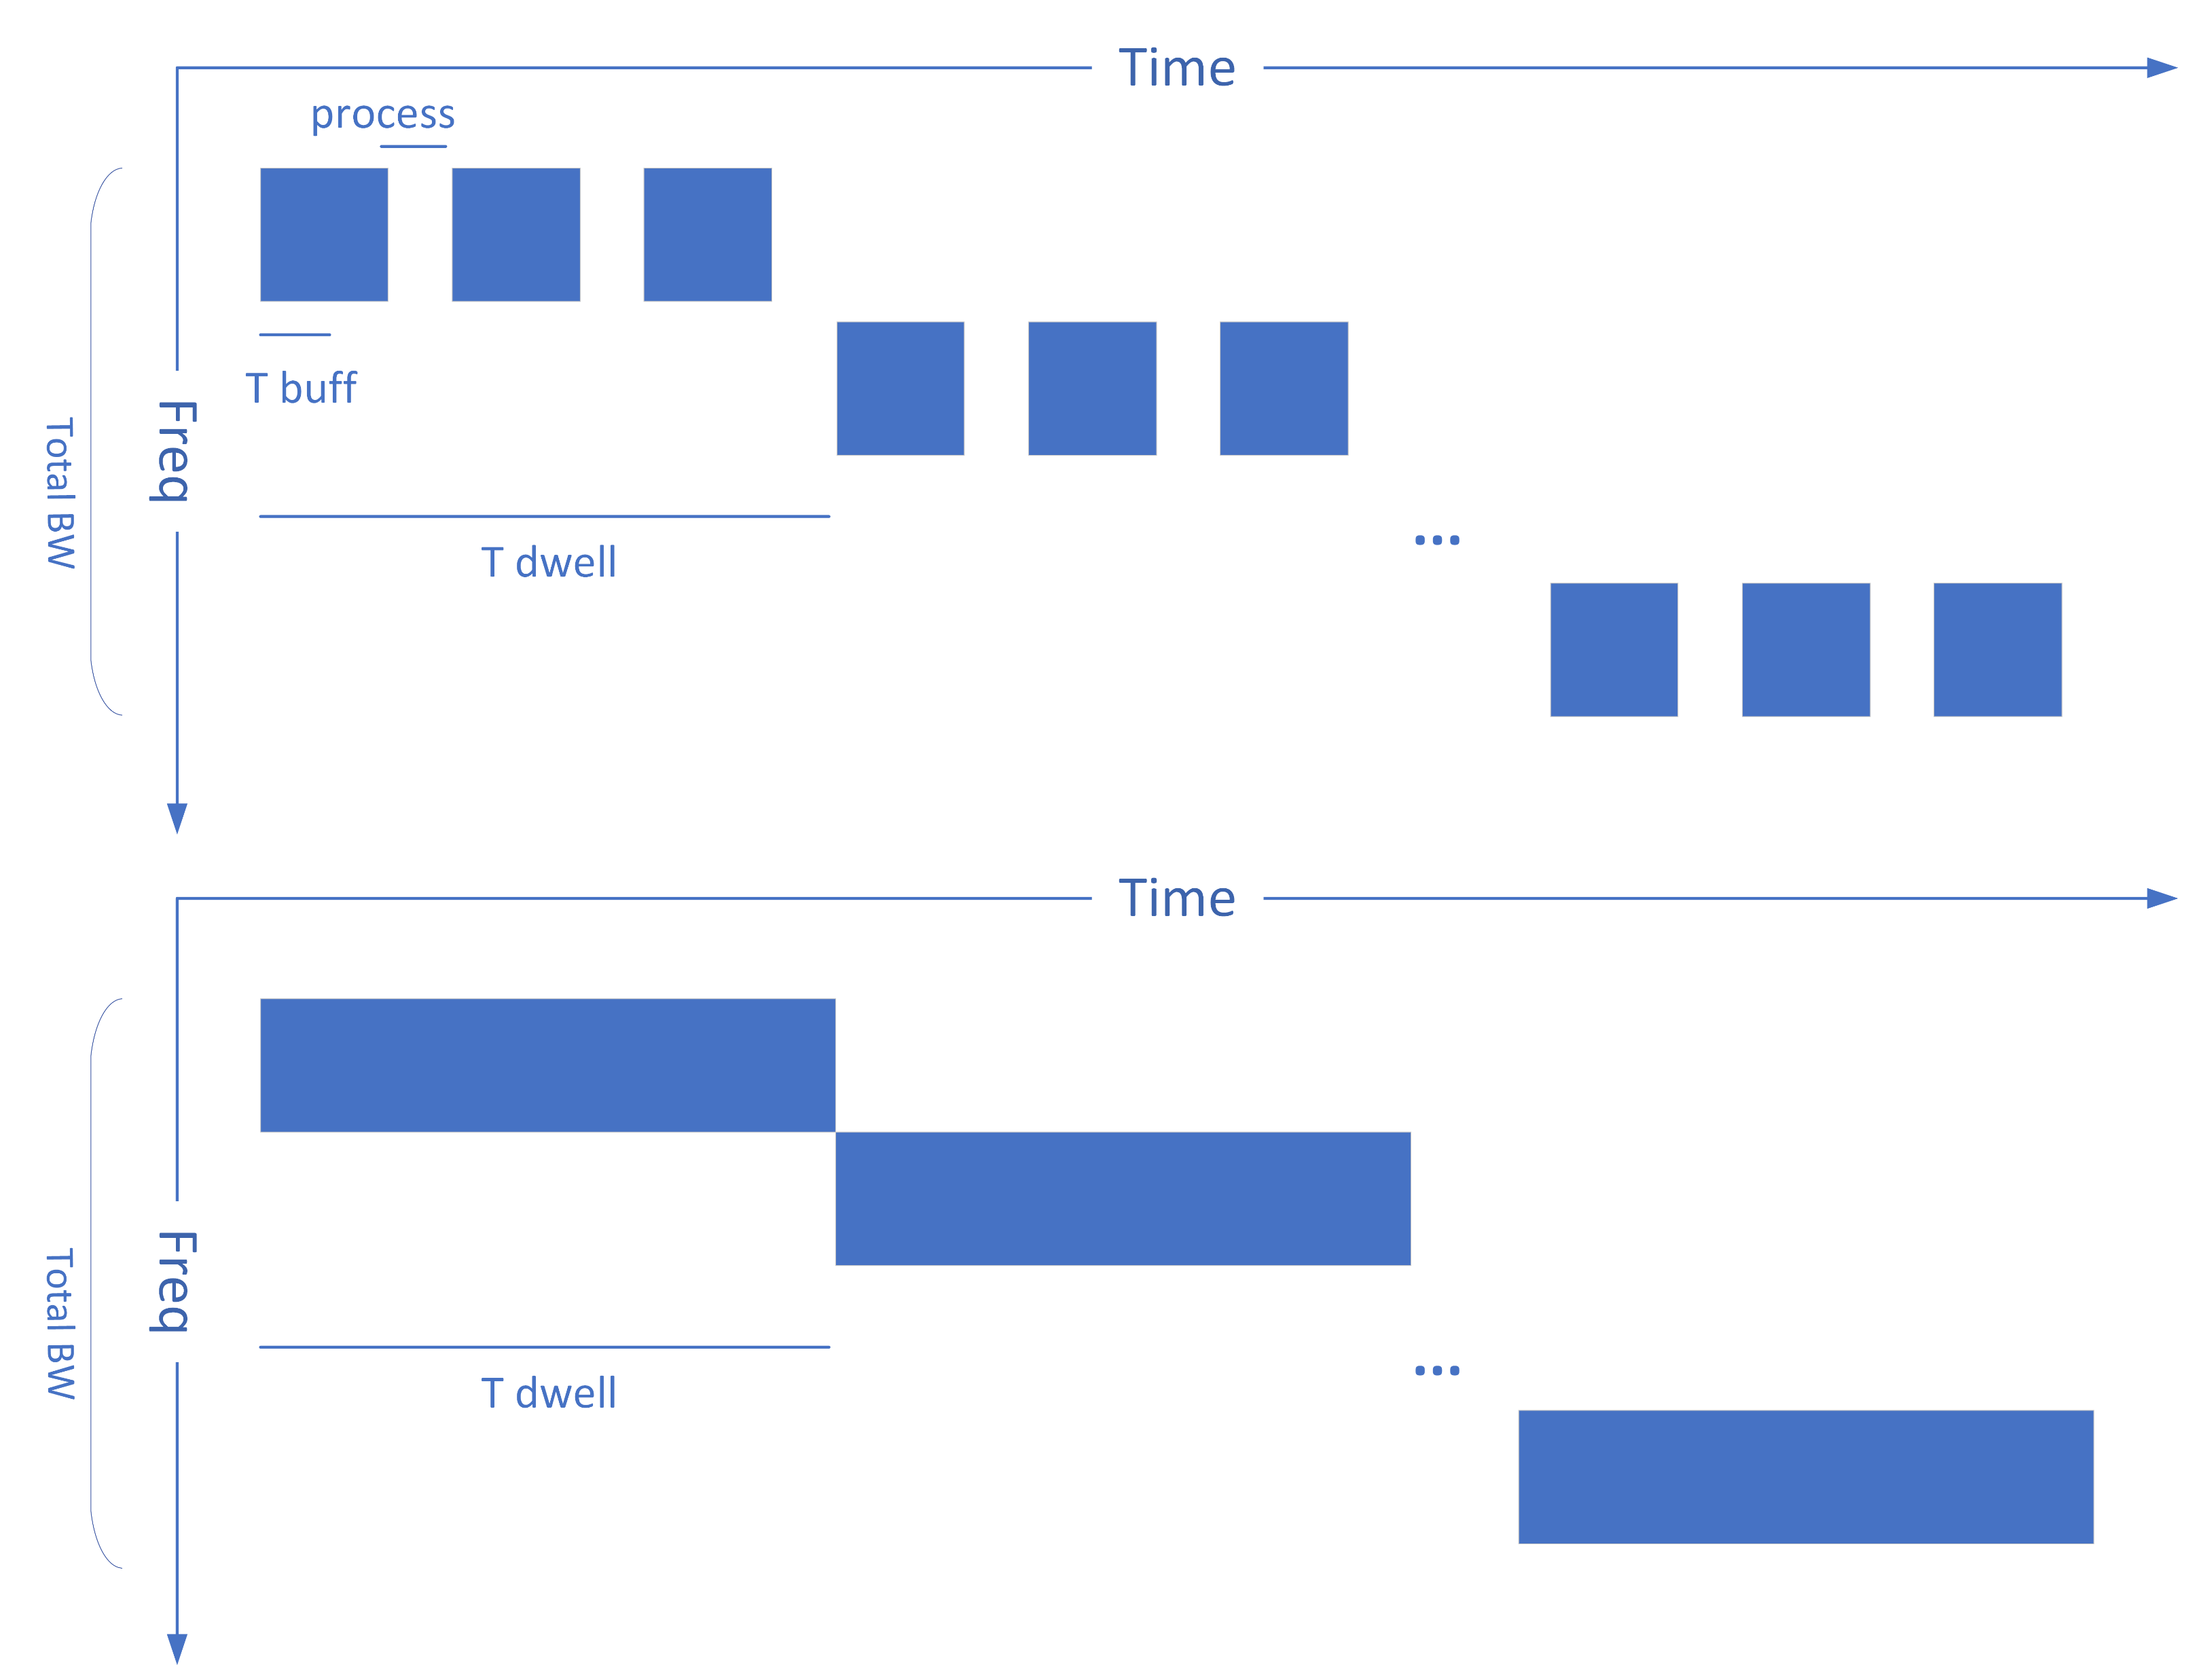 Time
process
T buff
Freq
Total BW
T dwell
...
Time
Freq
Total BW
T dwell
...